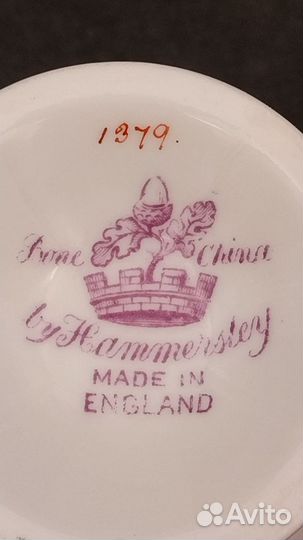 1379.
Bone China
by Hammersley
MADE IN
ENGLAND
Avito